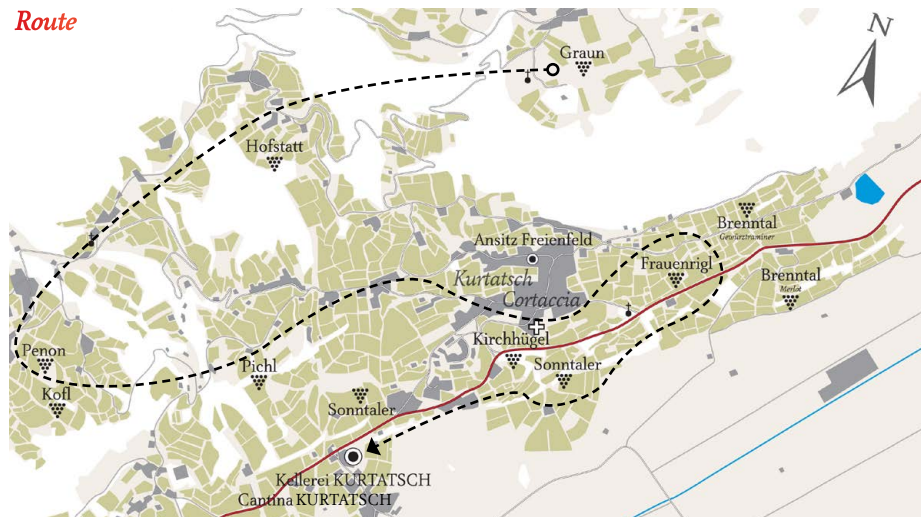 Route
N
Graun
Hofstatt
Brenntal
Gewürztraminer
Ansitz Freienfeld
Frauenrigl
Kurtatsch
Cortaccia
Brenntal
Merlot
Kirchhügel
Penon
Pichl
Sonntaler
Kofl
Sonntaler
Kellerei KURTATSCH
Cantina KURTATSCH